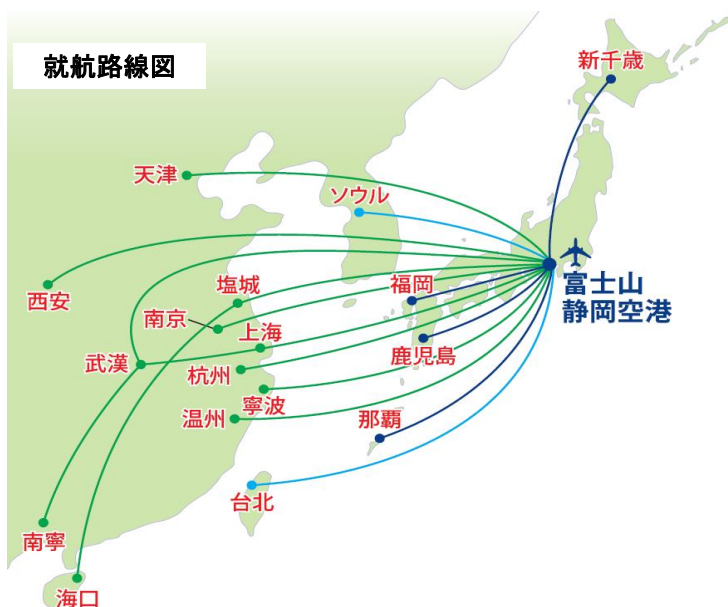 就航路線図
新千歳
天津
ソウル
西安
塩城
福岡
富士山
静岡空港
南京
上海
武漢
杭州
鹿児島
温州
寧波
那覇
台北
南寧
海口